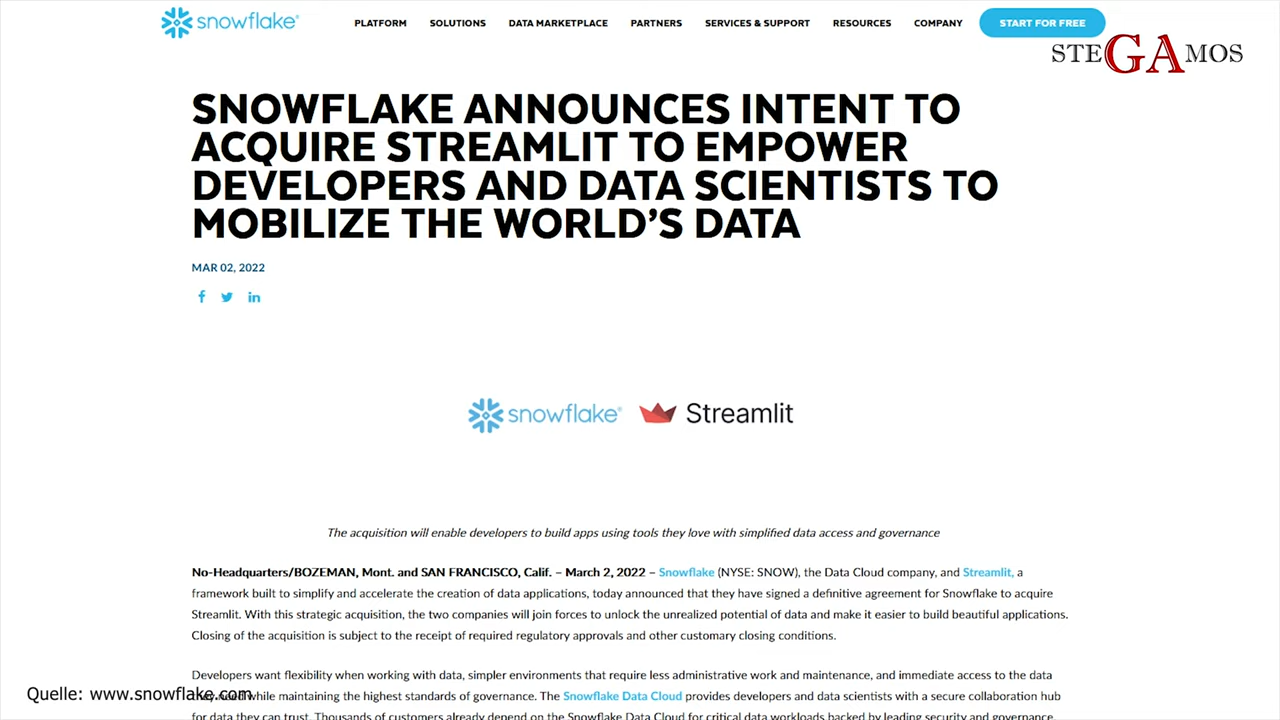 snowflake®
PLATFORM SOLUTIONS DATA MARKETPLACE PARTNERS SERVICES & SUPPORT RESOURCES COMPANY START FOR FREE
STEGAMOS
SNOWFLAKE ANNOUNCES INTENT TO
ACQUIRE STREAMLIT TO EMPOWER
DEVELOPERS AND DATA SCIENTISTS TO
MOBILIZE THE WORLD’S DATA
MAR 02, 2022
snowflake® Streamlit
The acquisition will enable developers to build apps using tools they love with simplified data access and governance
No-Headquarters/BOZEMAN, Mont. and SAN FRANCISCO, Calif. – March 2, 2022 – Snowflake (NYSE: SNOW), the Data Cloud company, and Streamlit, a
framework built to simplify and accelerate the creation of data applications, today announced that they have signed a definitive agreement for Snowflake to acquire
Streamlit. With this strategic acquisition, the two companies will join forces to unlock the unrealized potential of data and make it easier to build beautiful applications.
Closing of the acquisition is subject to the receipt of required regulatory approvals and other customary closing conditions.
Developers want flexibility when working with data, simpler environments that require less administrative work and maintenance, and immediate access to the data
while maintaining the highest standards of governance. The Snowflake Data Cloud provides developers and data scientists with a secure collaboration hub
Quelle: www.snowflake.com
for data they can trust. Thousands of customers already depend on the Snowflake Data Cloud for critical data workloads backed by leading security and governance